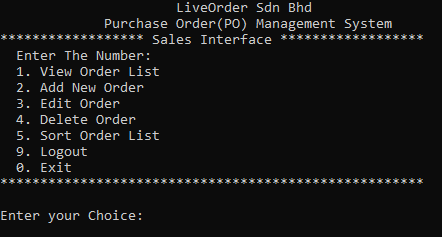 LiveOrder Sdn Bhd
Purchase Order(PO) Management System
****************** Sales Interface ******************
Enter The Number:
1. View Order List
2. Add New Order
3. Edit Order
4. Delete Order
5. Sort Order List
9. Logout
0. Exit
*****************************************************
Enter your Choice: